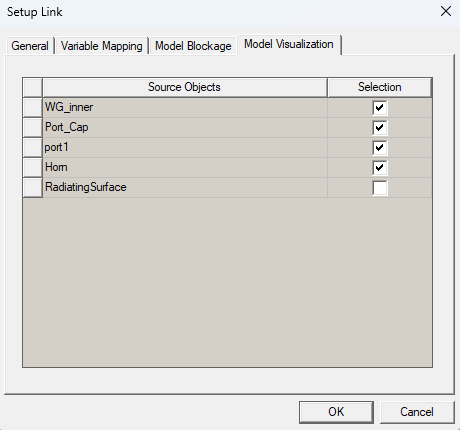 Setup Link
General Variable Mapping Model Blockage Model Visualization
Source Objects Selection
WG_inner
Port_Cap
port1
Horn
RadiatingSurface
OK Cancel